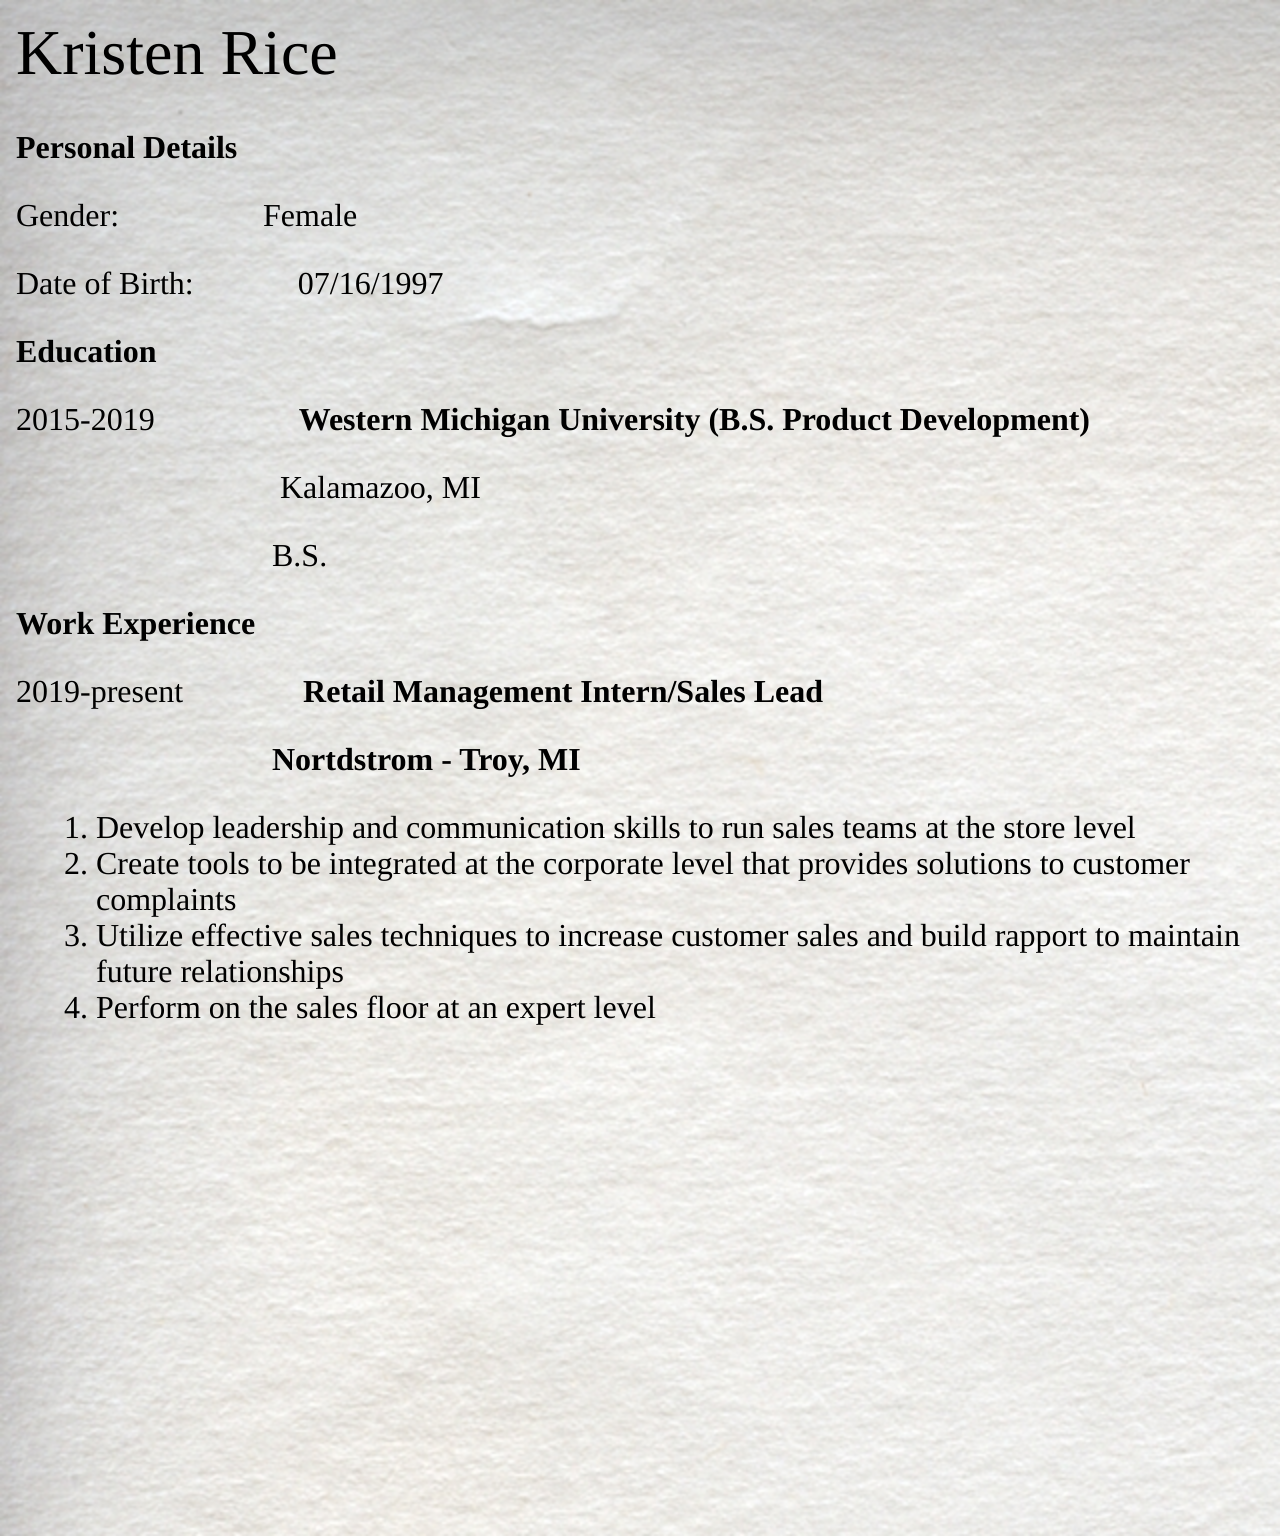 Kristen Rice
Personal Details
Gender: Female
Date of Birth: 07/16/1997
Education
2015-2019 Western Michigan University (B.S. Product Development)
Kalamazoo, MI
B.S.
Work Experience
2019-present Retail Management Intern/Sales Lead
Nortdstrom - Troy, MI
1. Develop leadership and communication skills to run sales teams at the store level
2. Create tools to be integrated at the corporate level that provides solutions to customer
complaints
3. Utilize effective sales techniques to increase customer sales and build rapport to maintain
future relationships
4. Perform on the sales floor at an expert level